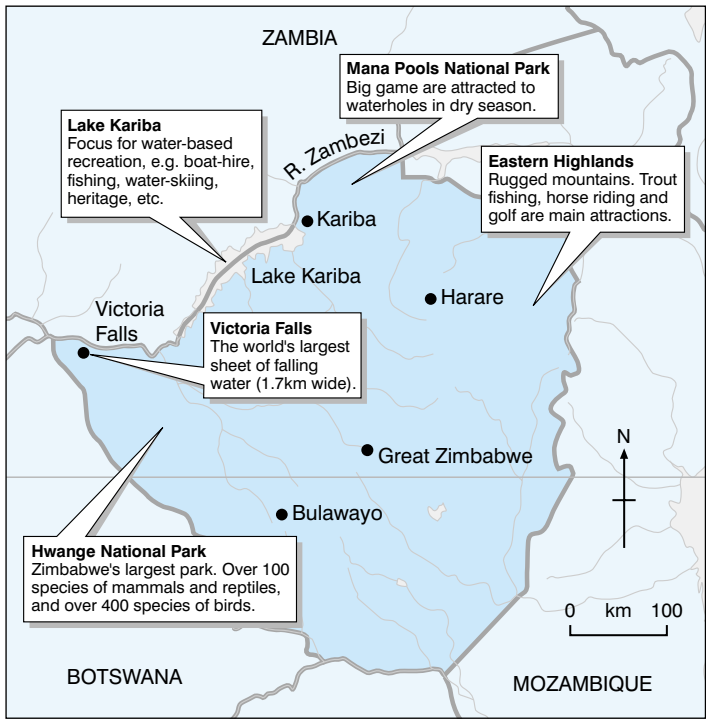 ZAMBIA
Mana Pools National Park
Big game are attracted to
waterholes in dry season.
Lake Kariba
Focus for water-based
recreation, e.g. boat-hire,
fishing, water-skiing,
heritage, etc.
R. Zambezi
Eastern Highlands
Rugged mountains. Trout
fishing, horse riding and
golf are main attractions.
Kariba
Lake Kariba
Harare
Victoria
Falls
Victoria Falls
The world's largest
sheet of falling
water (1.7km wide).
N
Great Zimbabwe
Bulawayo
Hwange National Park
Zimbabwe's largest park. Over 100
species of mammals and reptiles,
and over 400 species of birds.
0 km 100
BOTSWANA
MOZAMBIQUE